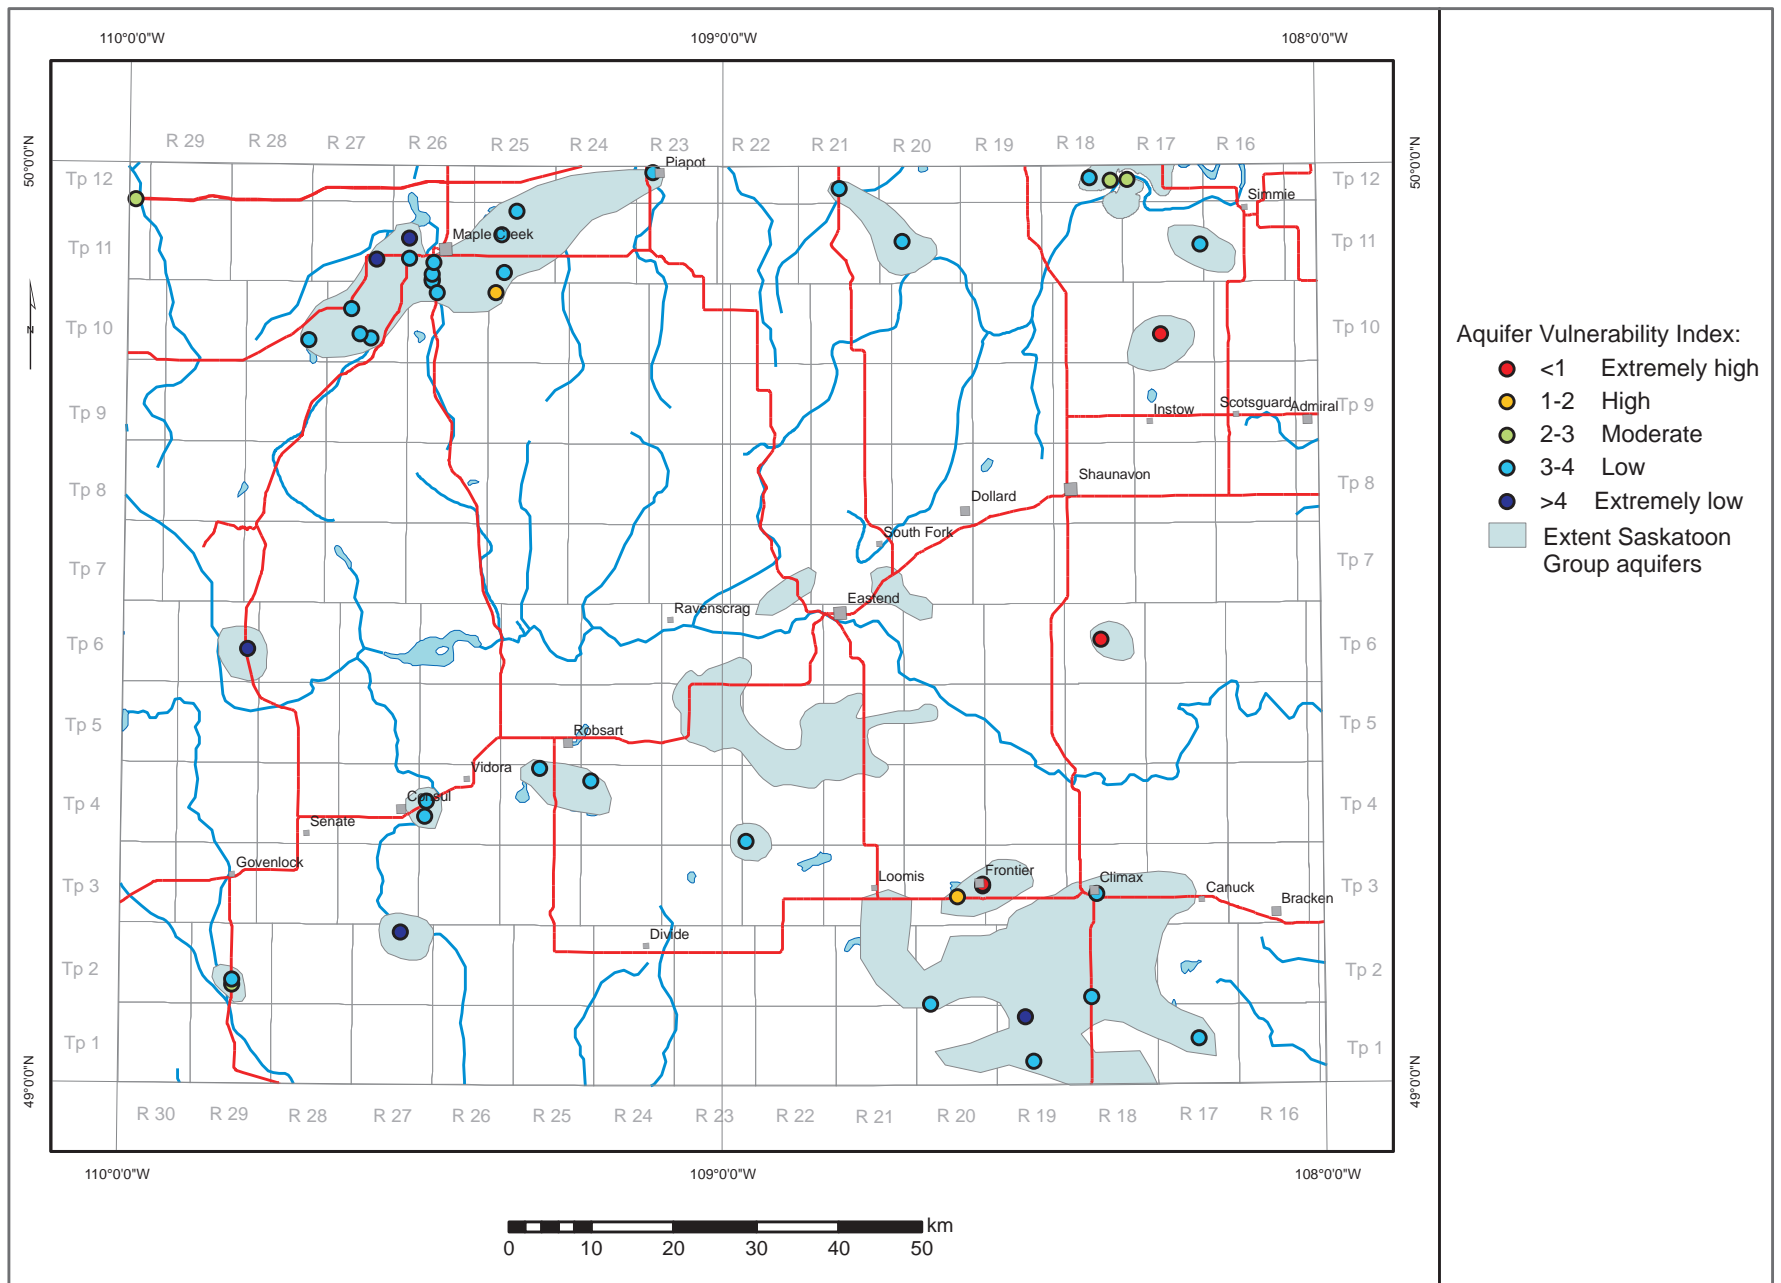 110°0'0"W
109°0'0"W
108°0'0"W
50°0'0"N
50°0'0"N
R 29
R 28
R 27
R 26
R 25
R 24
R 23
R 22
R 21
R 20
R 19
R 18
R 17
R 16
Tp 12
Piapot
Tp 12
Simmie
Tp 11
Maple Creek
Tp 11
N
Tp 10
Tp 10
Tp 9
Instow
Scotsguard
Admiral
Tp 9
Tp 8
Shaunavon
Tp 8
Dollard
South Fork
Tp 7
Tp 7
Ravenscrag
Eastend
Tp 6
Tp 6
Tp 5
Robsart
Tp 5
Vidora
Tp 4
Consul
Tp 4
Senate
Govenlock
Tp 3
Loomis
Frontier
Climax
Canuck
Bracken
Tp 3
Divide
Tp 2
Tp 2
Tp 1
Tp 1
49°0'0"N
49°0'0"N
R 30
R 29
R 28
R 27
R 26
R 25
R 24
R 23
R 22
R 21
R 20
R 19
R 18
R 17
R 16
110°0'0"W
109°0'0"W
108°0'0"W
km
0 10 20 30 40 50
Aquifer Vulnerability Index:
<1 Extremely high
1-2 High
2-3 Moderate
3-4 Low
>4 Extremely low
Extent Saskatoon
Group aquifers